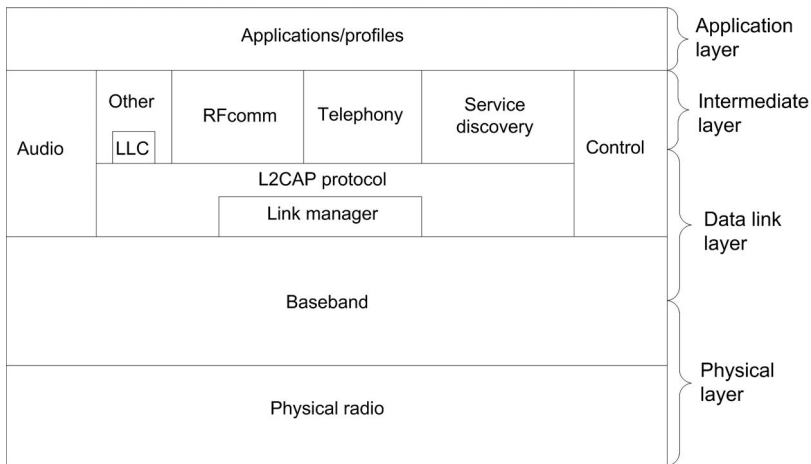 Applications/profiles
Application
layer
Audio
Other
LLC
RFcomm
Telephony
Service
discovery
Control
Intermediate
layer
L2CAP protocol
Link manager
Data link
layer
Baseband
Physical radio
Physical
layer